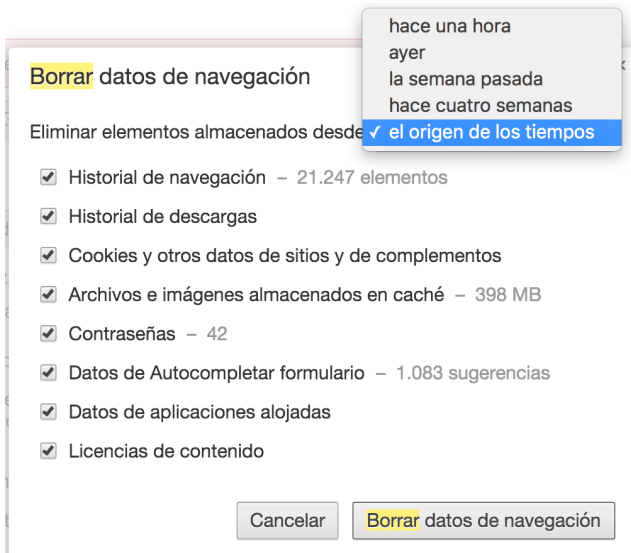 hace una hora
ayer
la semana pasada
hace cuatro semanas
✓ el origen de los tiempos
Borrar datos de navegación
Eliminar elementos almacenados desde
Historial de navegación – 21.247 elementos
Historial de descargas
Cookies y otros datos de sitios y de complementos
Archivos e imágenes almacenados en caché – 398 MB
Contraseñas – 42
Datos de Autocompletar formulario – 1.083 sugerencias
Datos de aplicaciones alojadas
Licencias de contenido
Cancelar
Borrar datos de navegación